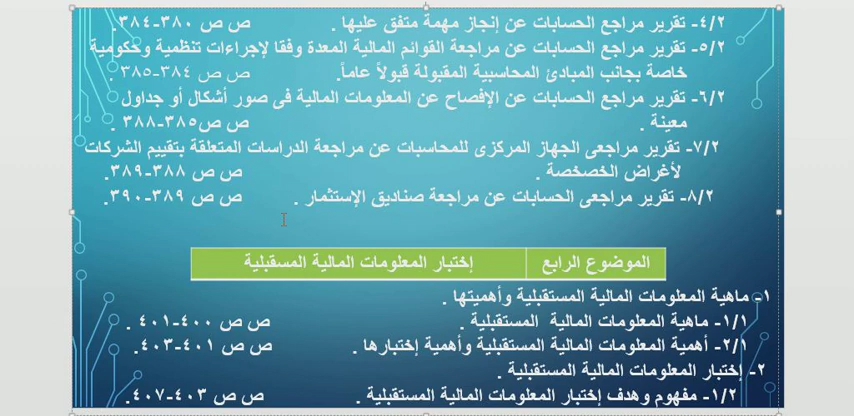 ٤/٢- تقرير مراجع الحسابات عن إنجاز مهمة متفق عليها . ص ص ٣٨٠-٣٨٤.
٥/٢- تقرير مراجع الحسابات عن مراجعة القوائم المالية المعدة وفقا لإجراءات تنظمية وحكومية
خاصة بجانب المبادئ المحاسبية المقبولة قبولاً عاماً. ص ص ٣٨٤-٣٨٥ .
٦/٢- تقرير مراجع الحسابات عن الإفصاح عن المعلومات المالية فى صور أشكال أو جداول
معينة . ص ص٣٨٥-٣٨٨ .
٧/٢- تقرير مراجعى الجهاز المركزى للمحاسبات عن مراجعة الدراسات المتعلقة بتقييم الشركات
لأغراض الخصخصة . ص ص ٣٨٨-٣٨٩.
٨/٢- تقرير مراجعى الحسابات عن مراجعة صناديق الإستثمار . ص ص ٣٨٩-٣٩٠.
الموضوع الرابع إختبار المعلومات المالية المسقبلية
١- ماهية المعلومات المالية المستقبلية وأهميتها .
١/١- ماهية المعلومات المالية المستقبلية . ص ص ٤٠٠-٤٠١ .
٢/١- أهمية المعلومات المالية المستقبلية وأهمية إختبارها . ص ص ٤٠١-٤٠٣.
٢- إختبار المعلومات المالية المستقبلية .
١/٢- مفهوم وهدف إختبار المعلومات المالية المستقبلية . ص ص ٤٠٣-٤٠٧.